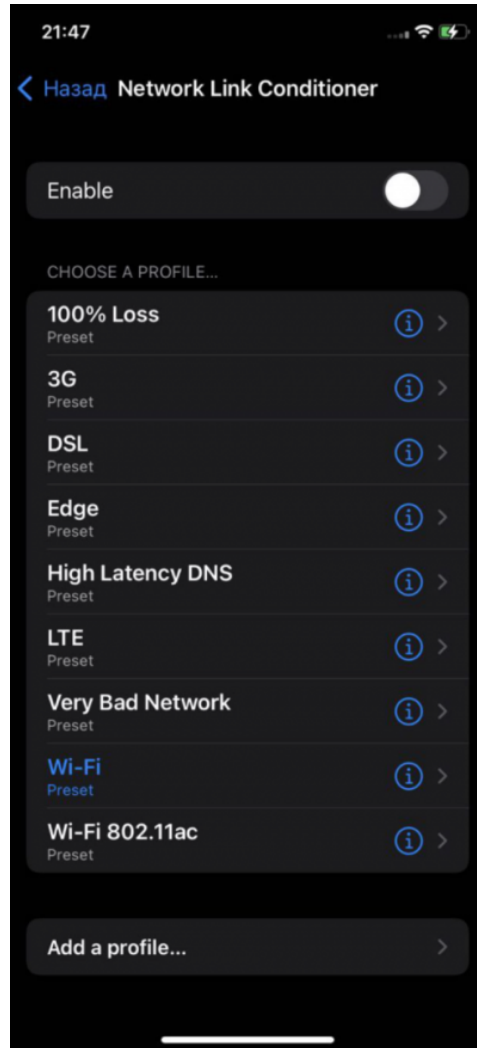 21:47
Назад Network Link Conditioner
Enable
CHOOSE A PROFILE...
100% Loss
Preset
3G
Preset
DSL
Preset
Edge
Preset
High Latency DNS
Preset
LTE
Preset
Very Bad Network
Preset
Wi-Fi
Preset
Wi-Fi 802.11ac
Preset
Add a profile...